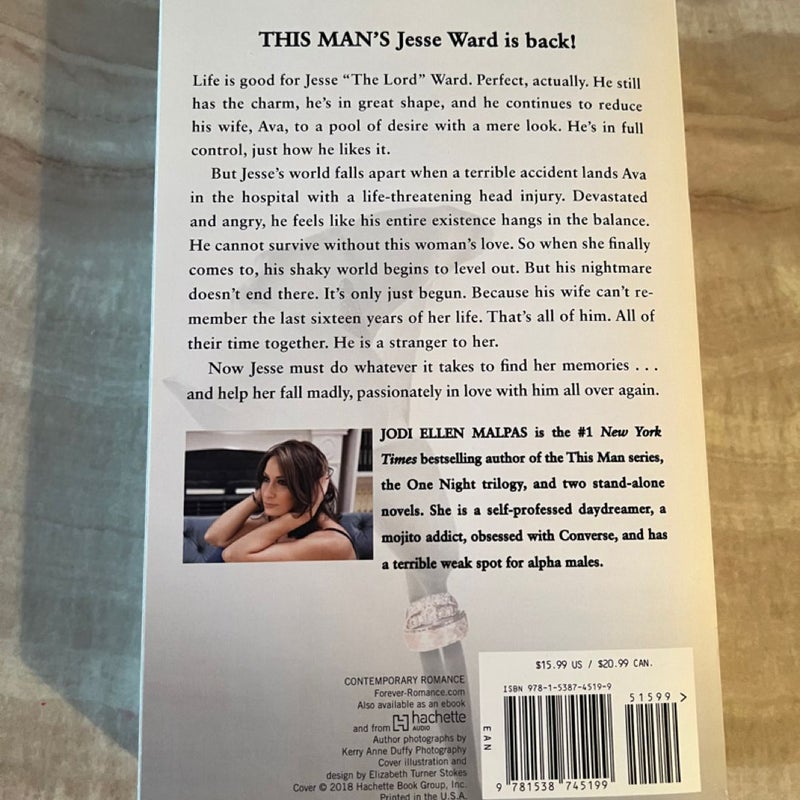 THIS MAN'S Jesse Ward is back!
Life is good for Jesse “The Lord” Ward. Perfect, actually. He still
has the charm, he's in great shape, and he continues to reduce
his wife, Ava, to a pool of desire with a mere look. He's in full
control, just how he likes it.
But Jesse's world falls apart when a terrible accident lands Ava
in the hospital with a life-threatening head injury. Devastated
and angry, he feels like his entire existence hangs in the balance.
He cannot survive without this woman's love. So when she finally
comes to, his shaky world begins to level out. But his nightmare
doesn't end there. It's only just begun. Because his wife can't re-
member the last sixteen years of her life. That's all of him. All of
their time together. He is a stranger to her.
Now Jesse must do whatever it takes to find her memories . . .
and help her fall madly, passionately in love with him all over again.
JODI ELLEN MALPAS is the #1 New York
Times bestselling author of the This Man series,
the One Night trilogy, and two stand-alone
novels. She is a self-professed daydreamer, a
mojito addict, obsessed with Converse, and has
a terrible weak spot for alpha males.
CONTEMPORARY ROMANCE
Forever-Romance.com
Also available as an ebook
and from hachette AUDIO
Author photographs by
Kerry Anne Duffy Photography
Cover illustration and
design by Elizabeth Turner Stokes
Cover © 2018 Hachette Book Group, Inc.
Printed in the U.S.A.
$15.99 US / $20.99 CAN.
ISBN 978-1-5387-4519-9
51599 >
EAN
9 781538 745199